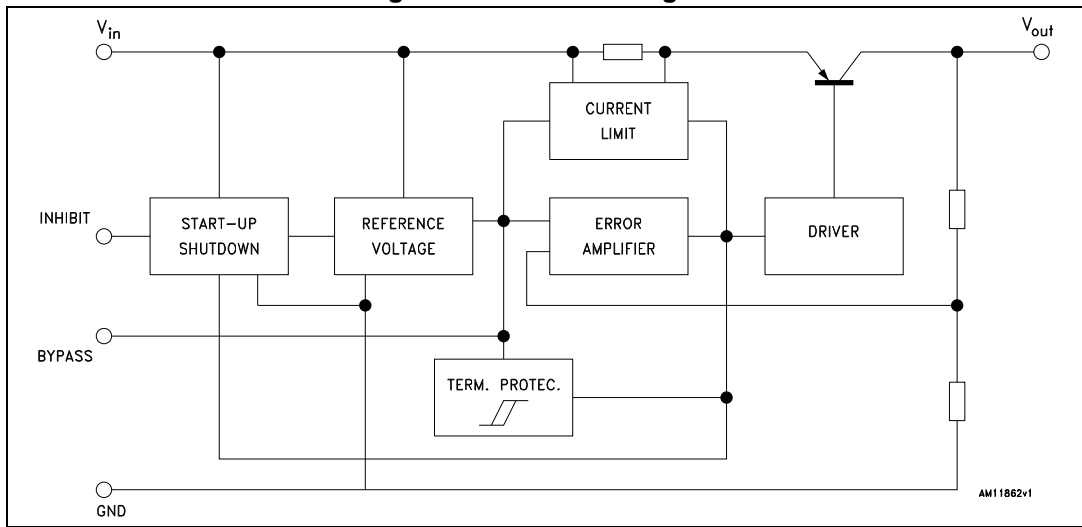 Vin
Vout
CURRENT
LIMIT
INHIBIT
START-UP
SHUTDOWN
REFERENCE
VOLTAGE
ERROR
AMPLIFIER
DRIVER
BYPASS
TERM. PROTEC.
GND
AM11862v1